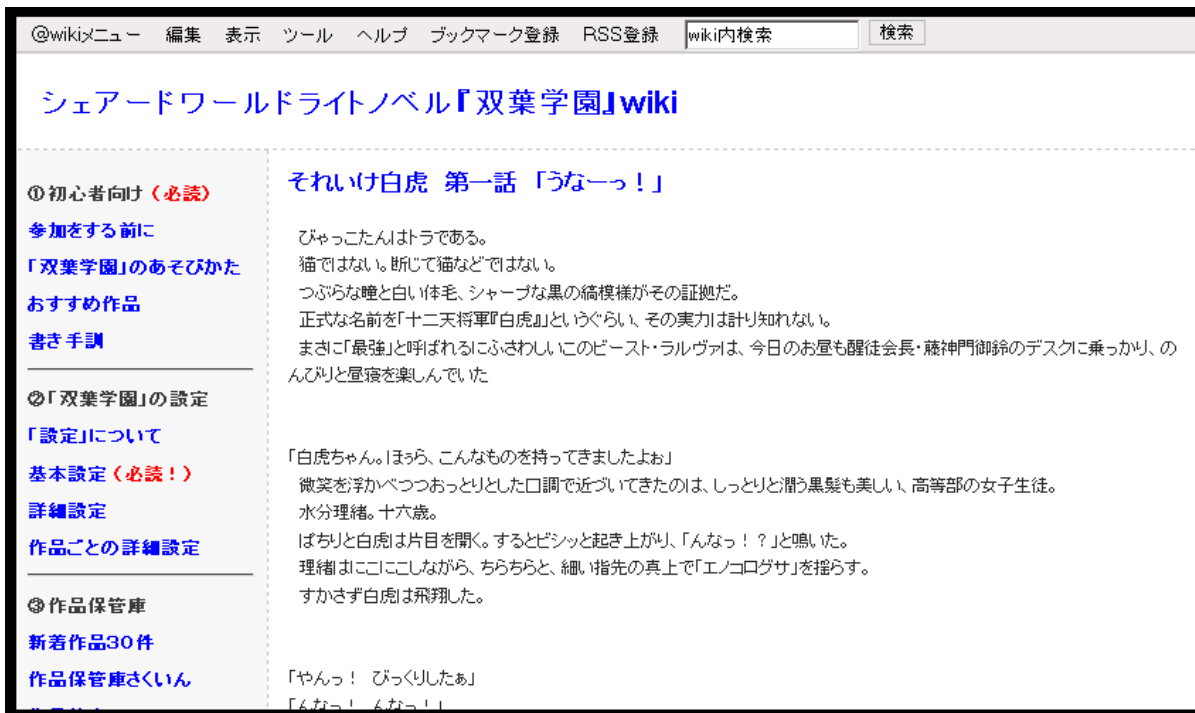 @wikiメニュー 編集 表示 ツール ヘルプ ブックマーク登録 RSS登録 wiki内検索 検索
シェアードワールドライトノベル『双葉学園』wiki
①初心者向け（必読）
参加をする前に
「双葉学園」のあそびかた
おすすめ作品
書き手訓
②「双葉学園」の設定
「設定」について
基本設定（必読！）
詳細設定
作品ごとの詳細設定
③作品保管庫
新着作品30件
作品保管庫さくいん
それいけ白虎 第一話 「うなーっ！」
びゃっこたんはトラである。
猫ではない。断じて猫などではない。
つぶらな瞳と白い体毛、シャープな黒の縞模様がその証拠だ。
正式な名前を「十二天将軍『白虎』」というぐらい、その実力は計り知れない。
まさに「最強」と呼ばれるにふさわしいこのビースト・ラルヴァは、今日のお昼も醒徒会長・藤神門御鈴のデスクに乗っかり、の
んびりと昼寝を楽しんでいた
「白虎ちゃん。ほぅら、こんなものを持ってきましたよぉ」
微笑を浮かべつつおっとりとした口調で近づいてきたのは、しっとりと潤う黒髪も美しい、高等部の女子生徒。
水分理緒。十六歳。
ぱちりと白虎は片目を開く。するとビシッと起き上がり、「んなっ！？」と鳴いた。
理緒はにこにこしながら、ちらちらと、細い指先の真上で「エノコログサ」を揺らす。
すかさず白虎は飛翔した。
「やんっ！ びっくりしたぁ」
「んなっ！ んなっ！」